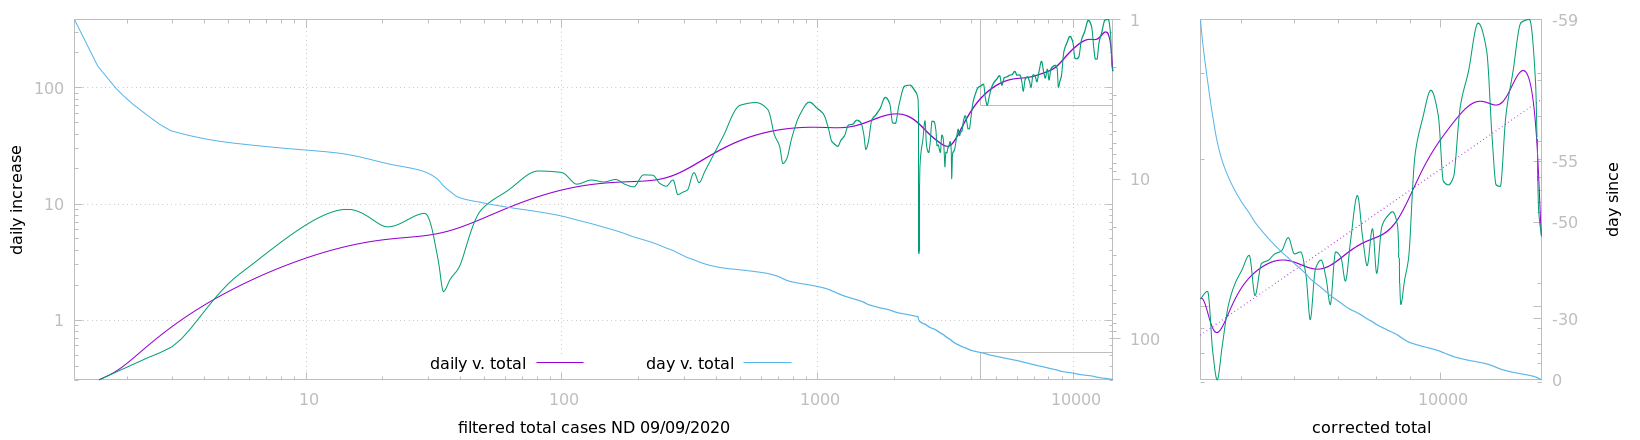 daily increase
100
10
1
1
10
100
daily v. total
day v. total
10
100
1000
10000
filtered total cases ND 09/09/2020
-59
-55
-50
-30
0
day since
10000
corrected total